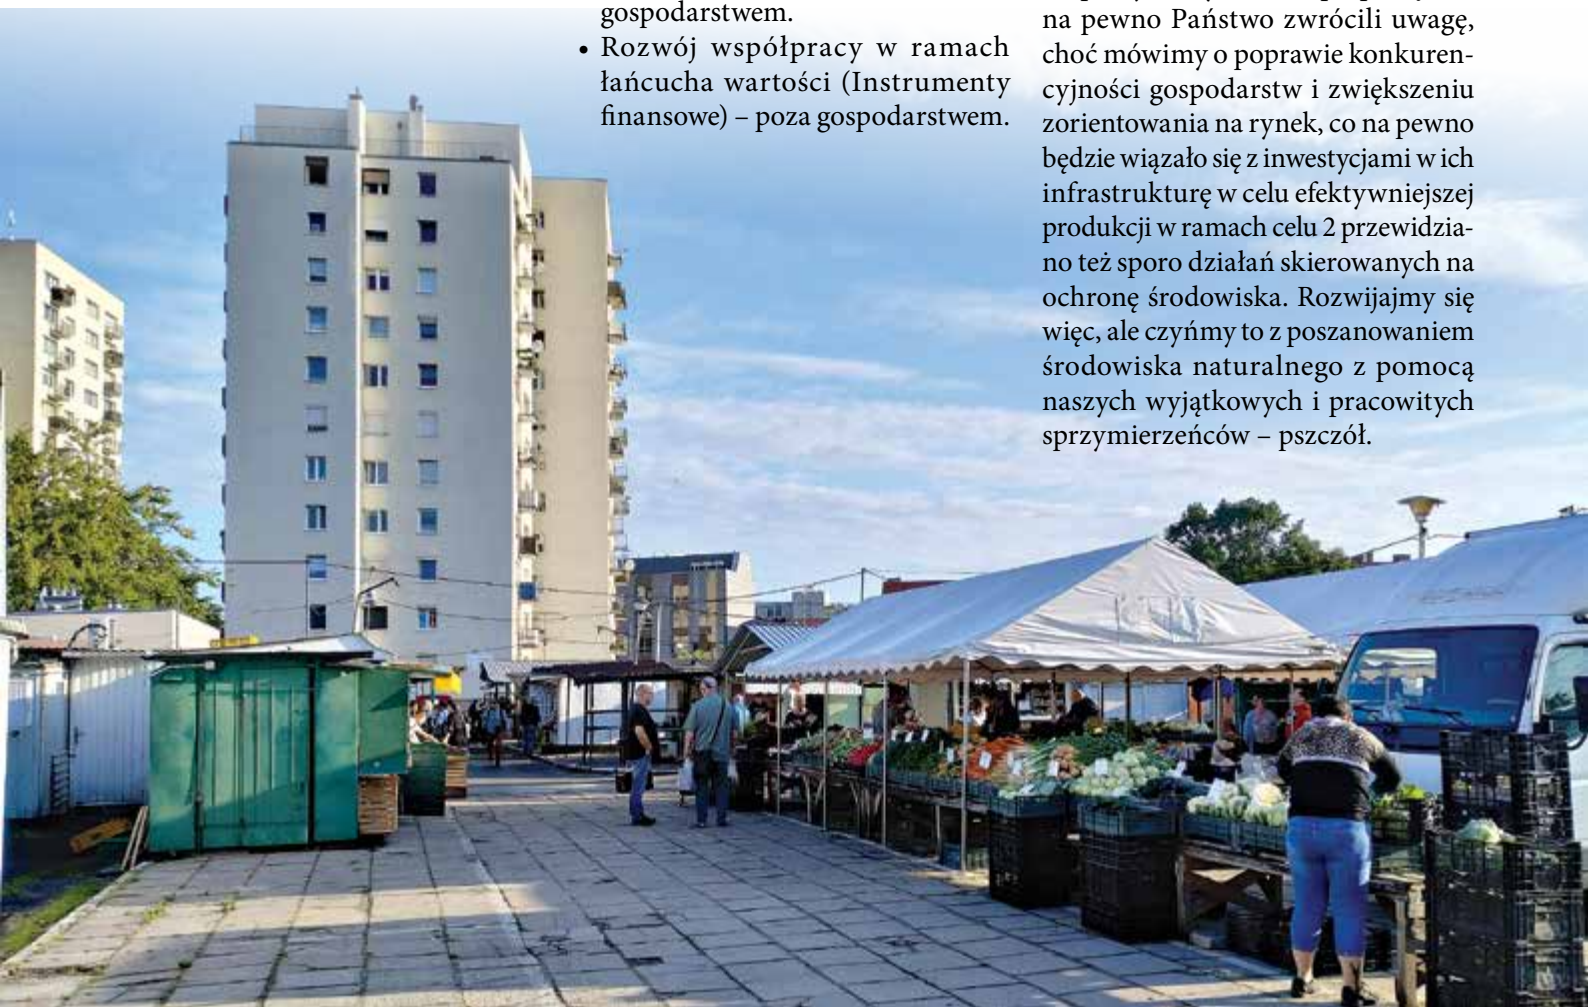 gospodarstwem.
• Rozwój współpracy w ramach
łańcucha wartości (Instrumenty
finansowe) – poza gospodarstwem.
na pewno Państwo zwrócili uwagę,
choć mówimy o poprawie konkuren-
cyjności gospodarstw i zwiększeniu
zorientowania na rynek, co na pewno
będzie wiązało się z inwestycjami w ich
infrastrukturę w celu efektywniejszej
produkcji w ramach celu 2 przewidzia-
no też sporo działań skierowanych na
ochronę środowiska. Rozwijajmy się
więc, ale czyńmy to z poszanowaniem
środowiska naturalnego z pomocą
naszych wyjątkowych i pracowitych
sprzymierzeńców – pszczół.